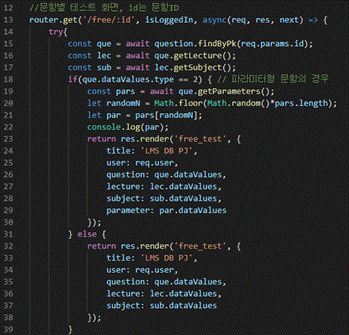 12 //문항별 테스트 화면, id는 문항ID
13 router.get('/free/:id', isLoggedIn, async(req, res, next) => {
14 try{
15 const que = await question.findByPk(req.params.id);
16 const lec = await que.getLecture();
17 const sub = await lec.getSubject();
18 if(que.dataValues.type == 2) { // 파라미터형 문항의 경우
19 const pars = await que.getParameters();
20 let randomN = Math.floor(Math.random()*pars.length);
21 let par = pars[randomN];
22 console.log(par);
23 return res.render('free_test', {
24 title: 'LMS DB PJ',
25 user: req.user,
26 question: que.dataValues,
27 lecture: lec.dataValues,
28 subject: sub.dataValues,
29 parameter: par.dataValues
30 });
31 } else {
32 return res.render('free_test', {
33 title: 'LMS DB PJ',
34 user: req.user,
35 question: que.dataValues,
36 lecture: lec.dataValues,
37 subject: sub.dataValues
38 });
39 }